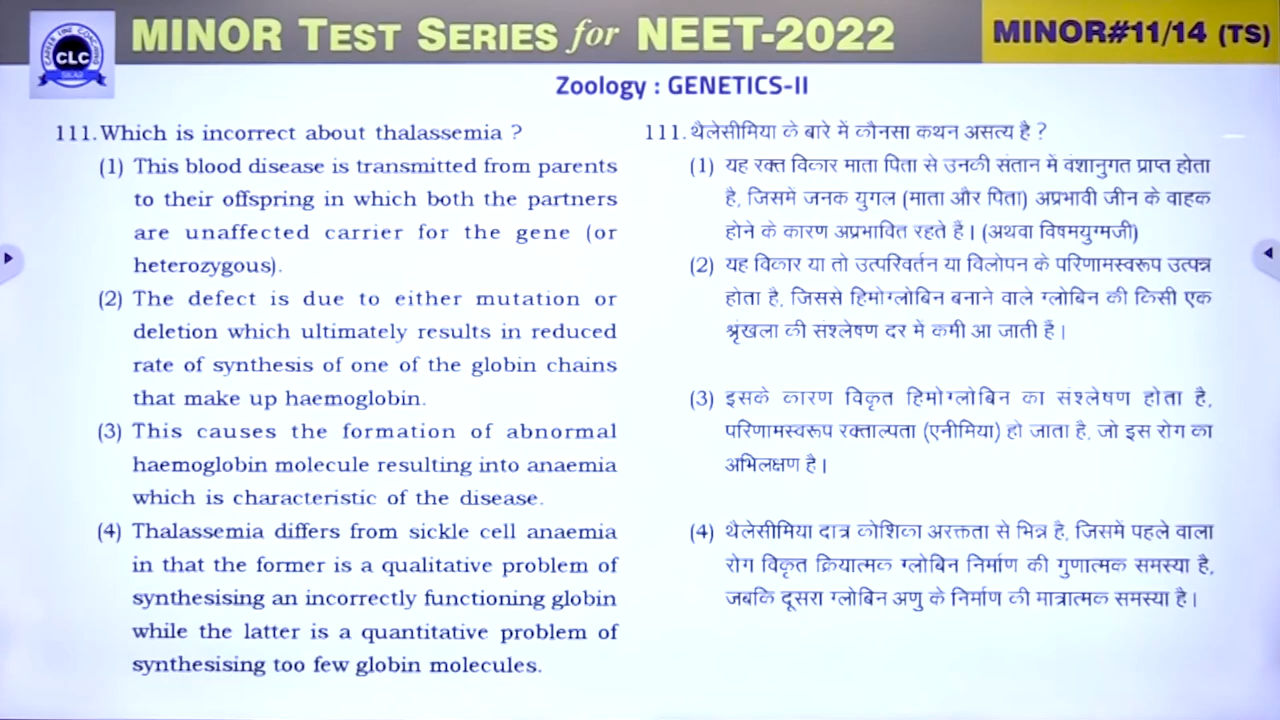 MINOR TEST SERIES for NEET-2022
MINOR#11/14 (TS)
CAREER LINE COACHING
CLC
SIKAR
Zoology : GENETICS-II
111. Which is incorrect about thalassemia ?
(1) This blood disease is transmitted from parents
to their offspring in which both the partners
are unaffected carrier for the gene (or
heterozygous).
(2) The defect is due to either mutation or
deletion which ultimately results in reduced
rate of synthesis of one of the globin chains
that make up haemoglobin.
(3) This causes the formation of abnormal
haemoglobin molecule resulting into anaemia
which is characteristic of the disease.
(4) Thalassemia differs from sickle cell anaemia
in that the former is a qualitative problem of
synthesising an incorrectly functioning globin
while the latter is a quantitative problem of
synthesising too few globin molecules.
111. थैलेसीमिया के बारे में कौनसा कथन असत्य है ?
(1) यह रक्त विकार माता पिता से उनकी संतान में वंशानुगत प्राप्त होता
है, जिसमें जनक युगल (माता और पिता) अप्रभावी जीन के वाहक
होने के कारण अप्रभावित रहते हैं। (अथवा विषमयुग्मजी)
(2) यह विकार या तो उत्परिवर्तन या विलोपन के परिणामस्वरूप उत्पन्न
होता है, जिससे हिमोग्लोबिन बनाने वाले ग्लोबिन की किसी एक
श्रृंखला की संश्लेषण दर में कमी आ जाती हैं।
(3) इसके कारण विकृत हिमोग्लोबिन का संश्लेषण होता है,
परिणामस्वरूप रक्ताल्पता (एनीमिया) हो जाता है, जो इस रोग का
अभिलक्षण है।
(4) थैलेसीमिया दात्र कोशिका अरक्तता से भिन्न है, जिसमें पहले वाला
रोग विकृत क्रियात्मक ग्लोबिन निर्माण की गुणात्मक समस्या है,
जबकि दूसरा ग्लोबिन अणु के निर्माण की मात्रात्मक समस्या है।